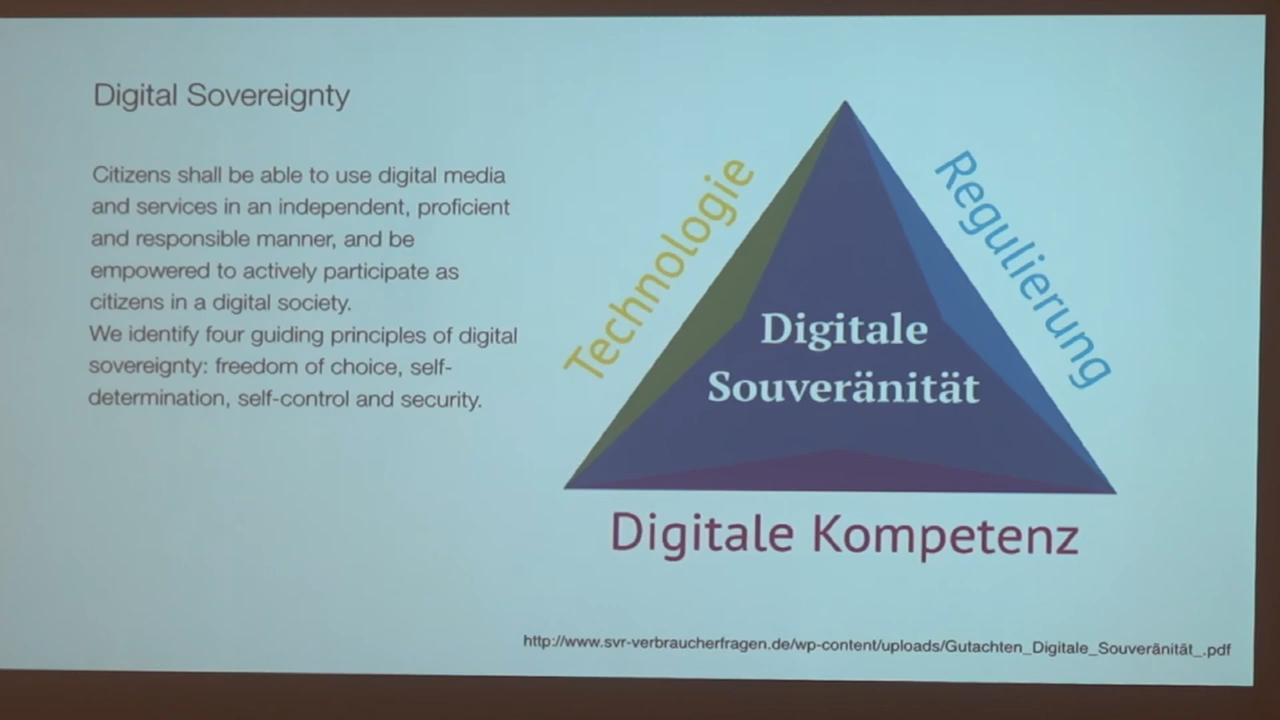 Digital Sovereignty
Citizens shall be able to use digital media
and services in an independent, proficient
and responsible manner, and be
empowered to actively participate as
citizens in a digital society.
We identify four guiding principles of digital
sovereignty: freedom of choice, self-
determination, self-control and security.
Technologie
Regulierung
Digitale
Souveränität
Digitale Kompetenz
http://www.svr-verbraucherfragen.de/wp-content/uploads/Gutachten_Digitale_Souveränität_.pdf